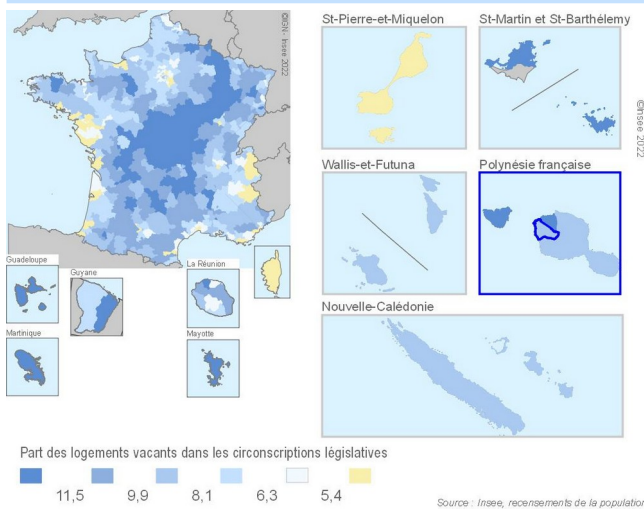 ©IGN - Insee 2022
St-Pierre-et-Miquelon
St-Martin et St-Barthélemy
©Insee 2022
Wallis-et-Futuna
Polynésie française
Guadeloupe
Guyane
La Réunion
Martinique
Mayotte
Nouvelle-Calédonie
Part des logements vacants dans les circonscriptions législatives
11,5 9,9 8,1 6,3 5,4
Source : Insee, recensements de la population